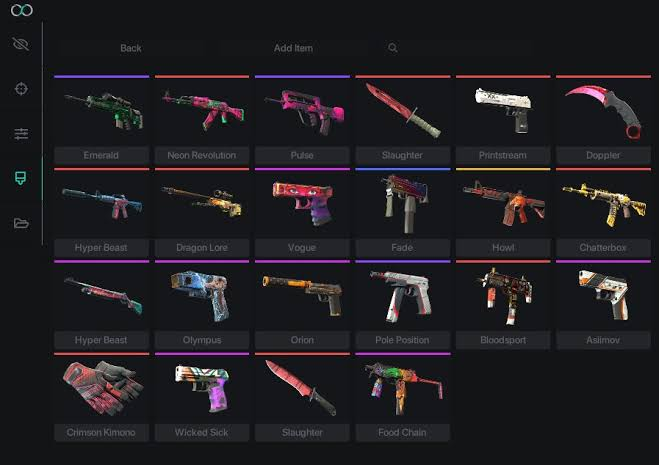 Back
Add Item
Emerald
Neon Revolution
Pulse
Slaughter
Printstream
Doppler
Hyper Beast
Dragon Lore
Vogue
Fade
Howl
Chatterbox
Hyper Beast
Olympus
Orion
Pole Position
Bloodsport
Asiimov
Crimson Kimono
Wicked Sick
Slaughter
Food Chain